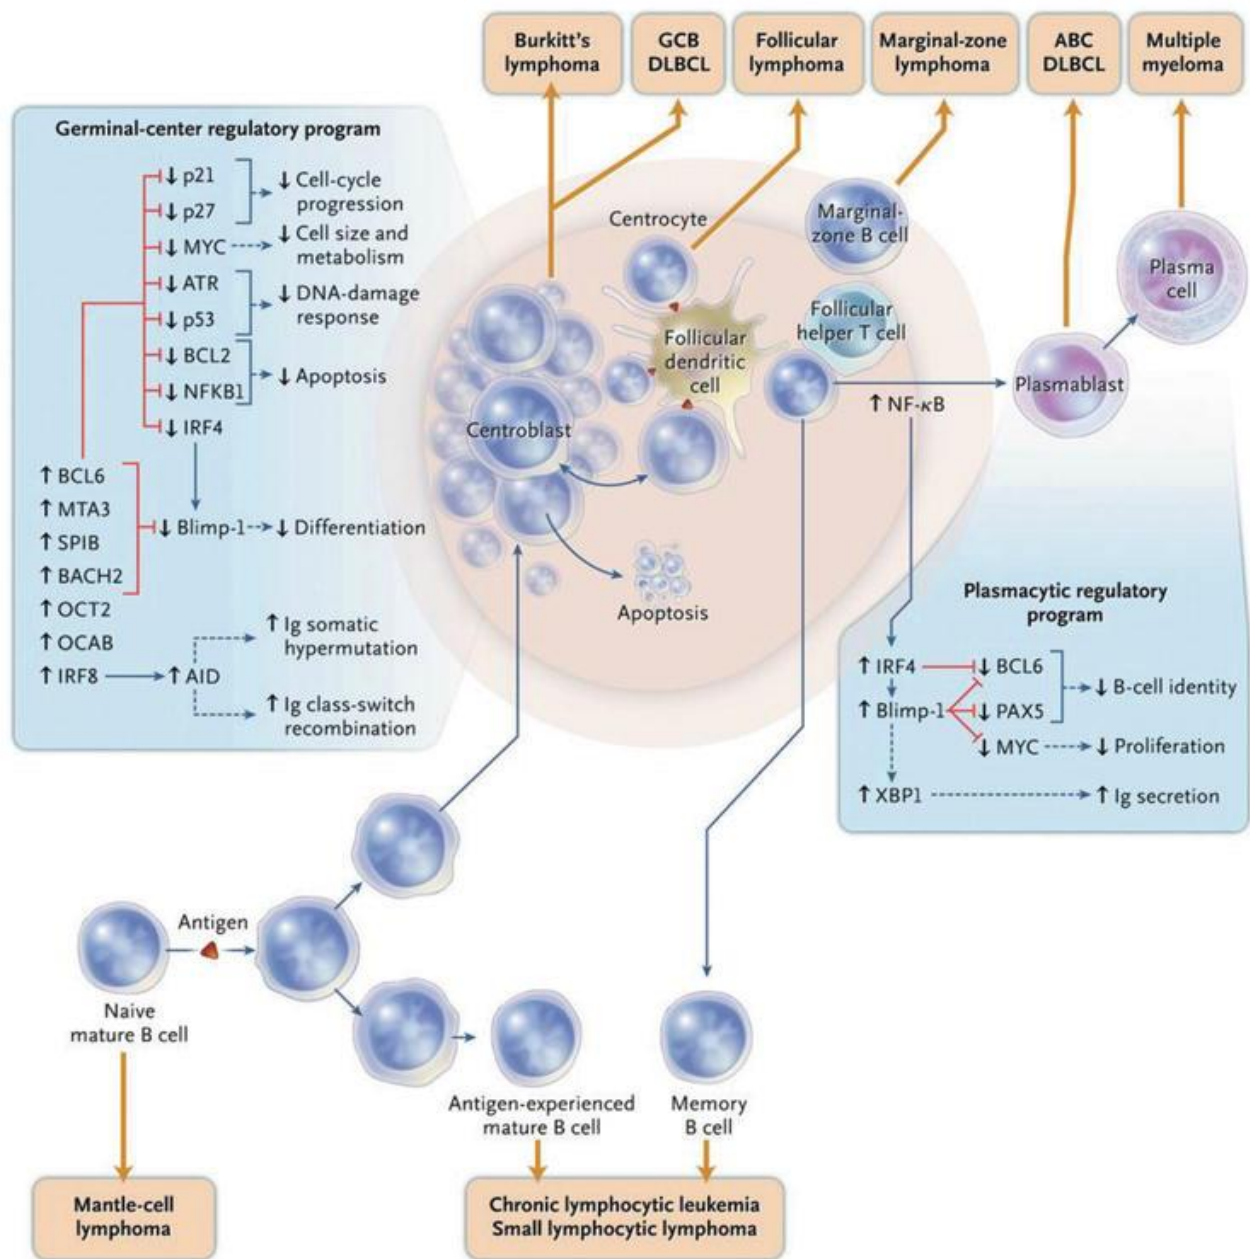 Burkitt's
lymphoma
GCB
DLBCL
Follicular
lymphoma
Marginal-zone
lymphoma
ABC
DLBCL
Multiple
myeloma
Germinal-center regulatory program
↓ p21
↓ p27
↓ Cell-cycle
progression
↓ MYC
↓ Cell size and
metabolism
↓ ATR
↓ p53
↓ DNA-damage
response
↓ BCL2
↓ NFKB1
↓ Apoptosis
↓ IRF4
↑ BCL6
↑ MTA3
↑ SPIB
↑ BACH2
↑ OCT2
↑ OCAB
↑ IRF8
↓ Blimp-1
↓ Differentiation
↑ AID
↑ Ig somatic
hypermutation
↑ Ig class-switch
recombination
Centrocyte
Marginal-
zone B cell
Follicular
helper T cell
Follicular
dendritic
cell
Centroblast
Apoptosis
↑ NF-κB
Plasmablast
Plasma
cell
Plasmacytic regulatory
program
↑ IRF4
↓ BCL6
↑ Blimp-1
↓ PAX5
↓ B-cell identity
↓ MYC
↓ Proliferation
↑ XBP1
↑ Ig secretion
Antigen
Naive
mature B cell
Antigen-experienced
mature B cell
Memory
B cell
Mantle-cell
lymphoma
Chronic lymphocytic leukemia
Small lymphocytic lymphoma